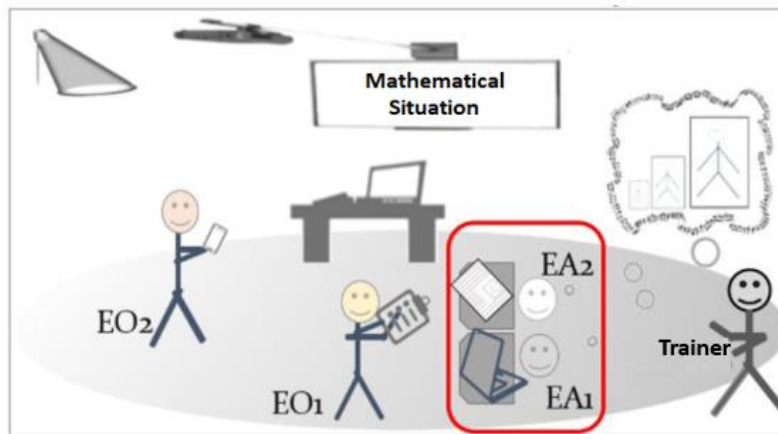 Mathematical
Situation
EA2
EO2
Trainer
EO1
EA1